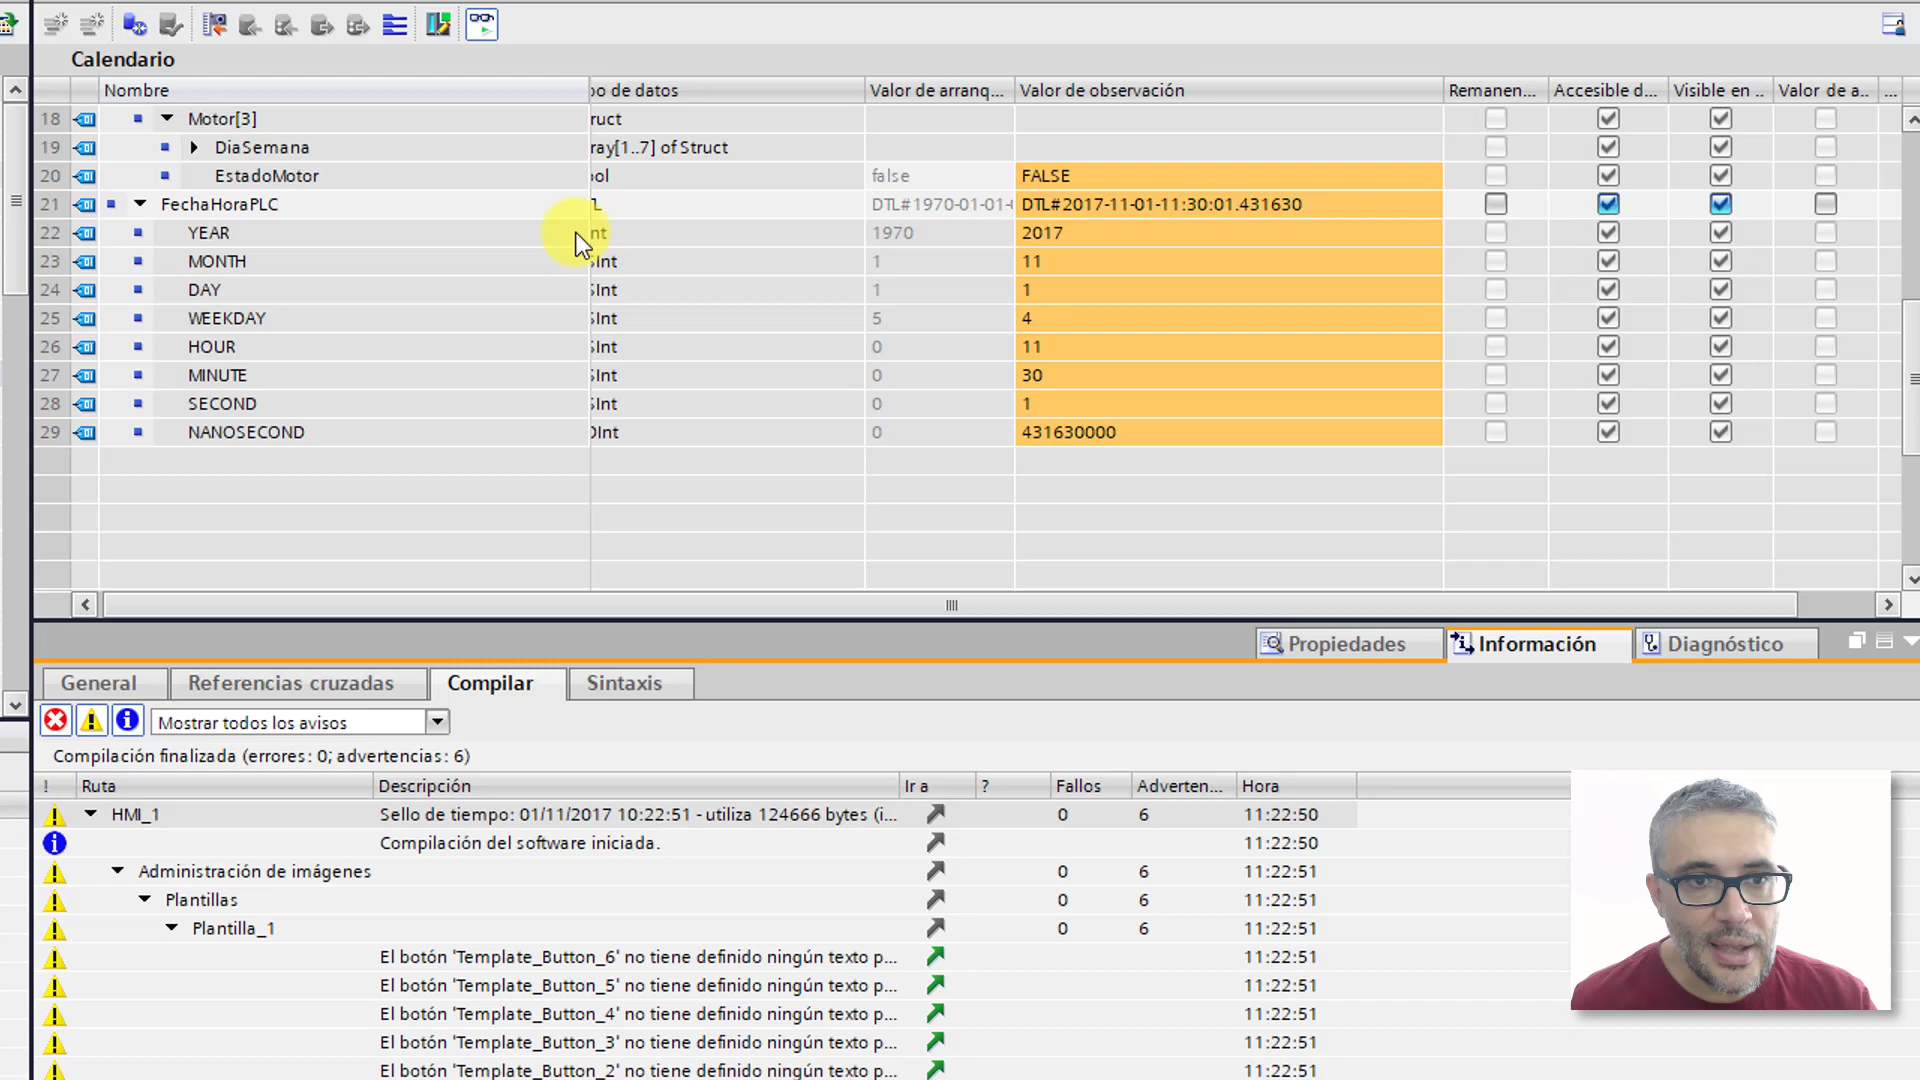 Calendario
Nombre
po de datos
Valor de arranq...
Valor de observación
Remanen...
Accesible d...
Visible en ..
Valor de a..
...
18 Motor[3] ruct
19 DiaSemana ray[1..7] of Struct
20 EstadoMotor ool false FALSE
21 FechaHoraPLC DTL#1970-01-01- DTL#2017-11-01-11:30:01.431630
22 YEAR nt 1970 2017
23 MONTH SInt 1 11
24 DAY SInt 1 1
25 WEEKDAY SInt 5 4
26 HOUR SInt 0 11
27 MINUTE SInt 0 30
28 SECOND SInt 0 1
29 NANOSECOND DInt 0 431630000
Propiedades
Información
Diagnóstico
General
Referencias cruzadas
Compilar
Sintaxis
Mostrar todos los avisos
Compilación finalizada (errores: 0; advertencias: 6)
! Ruta Descripción Ir a ? Fallos Adverten... Hora
HMI_1 Sello de tiempo: 01/11/2017 10:22:51 - utiliza 124666 bytes (i... 0 6 11:22:50
Compilación del software iniciada. 11:22:50
Administración de imágenes 0 6 11:22:51
Plantillas 0 6 11:22:51
Plantilla_1 0 6 11:22:51
El botón 'Template_Button_6' no tiene definido ningún texto p... 11:22:51
El botón 'Template_Button_5' no tiene definido ningún texto p... 11:22:51
El botón 'Template_Button_4' no tiene definido ningún texto p... 11:22:51
El botón 'Template_Button_3' no tiene definido ningún texto p... 11:22:51
El botón 'Template_Button_2' no tiene definido ningún texto p... 11:22:51